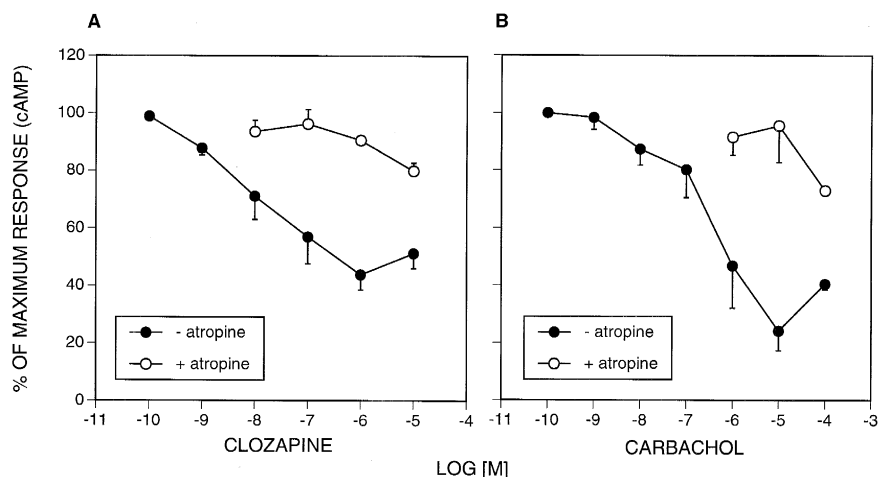 A
B
% OF MAXIMUM RESPONSE (cAMP)
120
100
80
60
40
20
0
- atropine
+ atropine
- atropine
+ atropine
-11 -10 -9 -8 -7 -6 -5 -4
-11 -10 -9 -8 -7 -6 -5 -4 -3
CLOZAPINE
CARBACHOL
LOG [M]